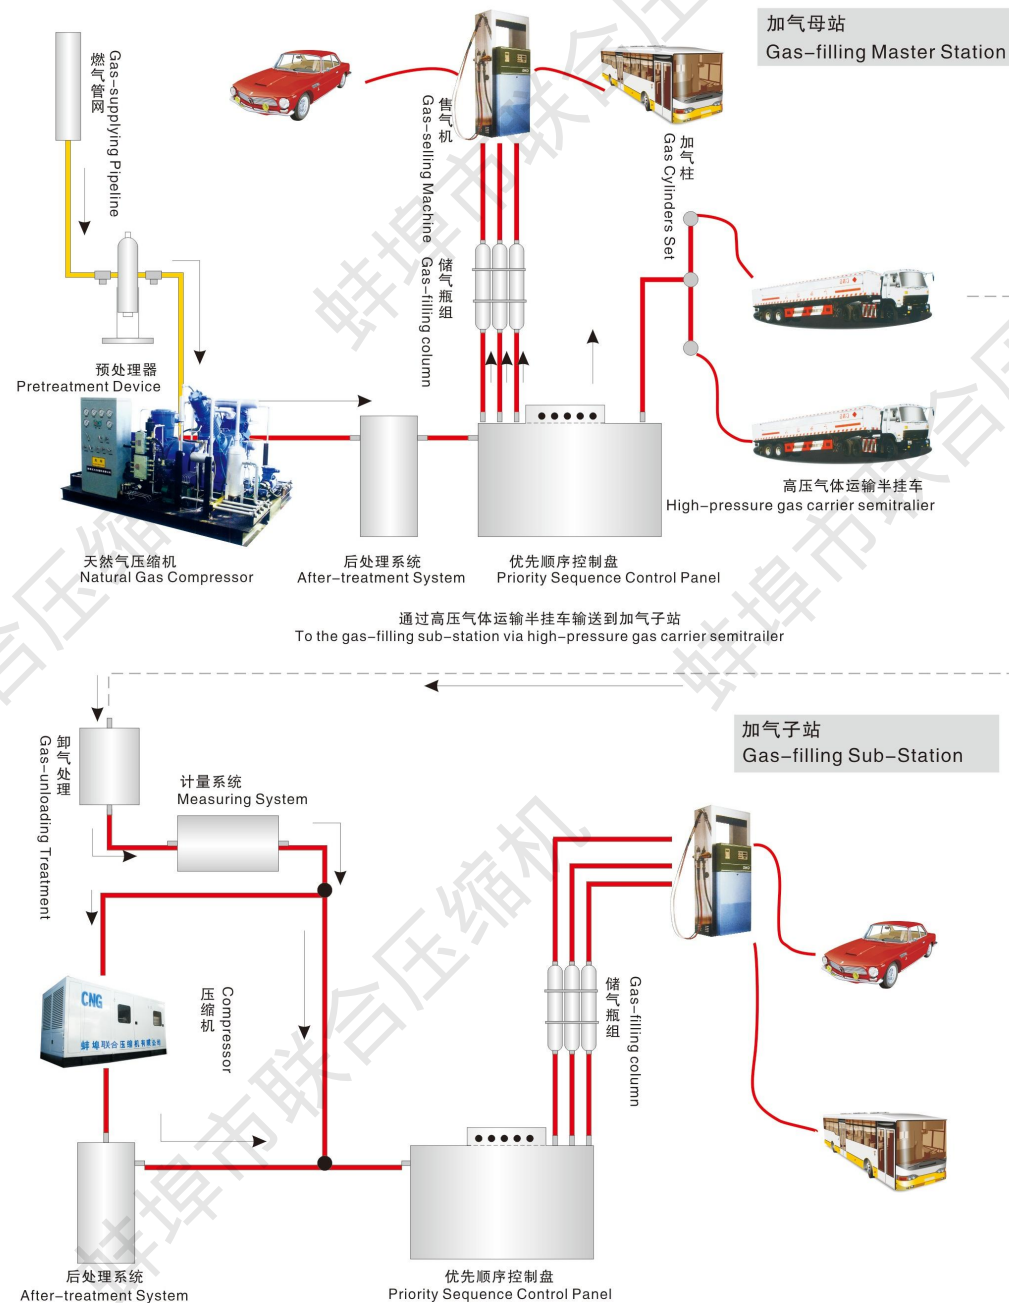 加气母站
Gas-filling Master Station
燃气管网
Gas-supplying Pipeline
售气机
Gas-selling Machine
加气柱
Gas Cylinders Set
储气瓶组
Gas-filling column
预处理器
Pretreatment Device
高压气体运输半挂车
High-pressure gas carrier semitralier
天然气压缩机
Natural Gas Compressor
后处理系统
After-treatment System
优先顺序控制盘
Priority Sequence Control Panel
通过高压气体运输半挂车输送到加气子站
To the gas-filling sub-station via high-pressure gas carrier semitrailer
加气子站
Gas-filling Sub-Station
卸气处理
Gas-unloading Treatment
计量系统
Measuring System
CNG
蚌埠联合压缩机有限公司
Compressor
压缩机
储气瓶组
Gas-filling column
后处理系统
After-treatment System
优先顺序控制盘
Priority Sequence Control Panel
蚌埠市联合压缩机